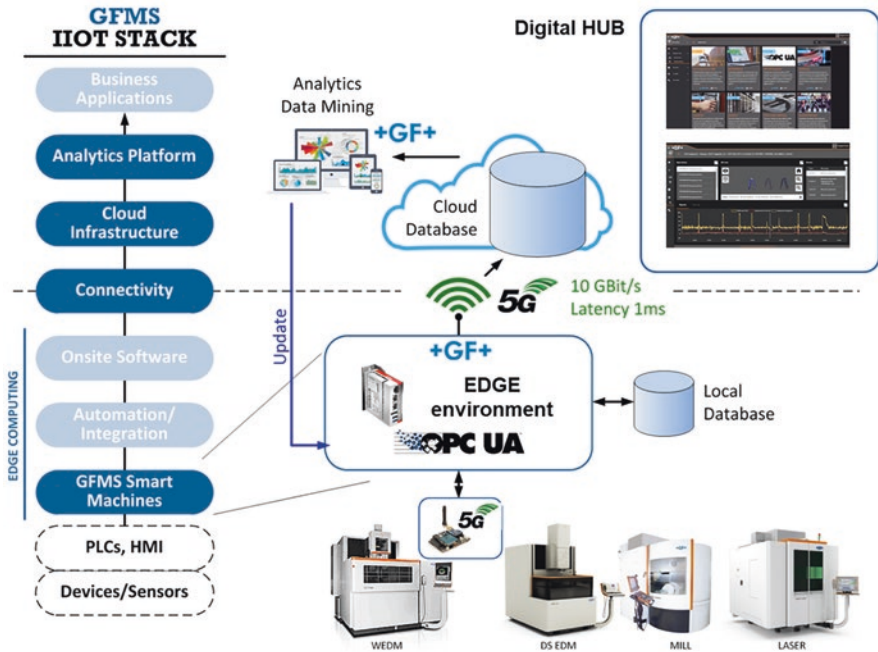 GFMS
IIOT STACK
Business
Applications
Analytics Platform
Cloud
Infrastructure
Connectivity
Onsite Software
Automation/
Integration
GFMS Smart
Machines
PLCs, HMI
Devices/Sensors
EDGE COMPUTING
Digital HUB
OPC UA
Analytics
Data Mining
+GF+
Cloud
Database
5G
10 GBit/s
Latency 1ms
Update
+GF+
EDGE
environment
OPC UA
Local
Database
5G
WEDM
DS EDM
MILL
LASER